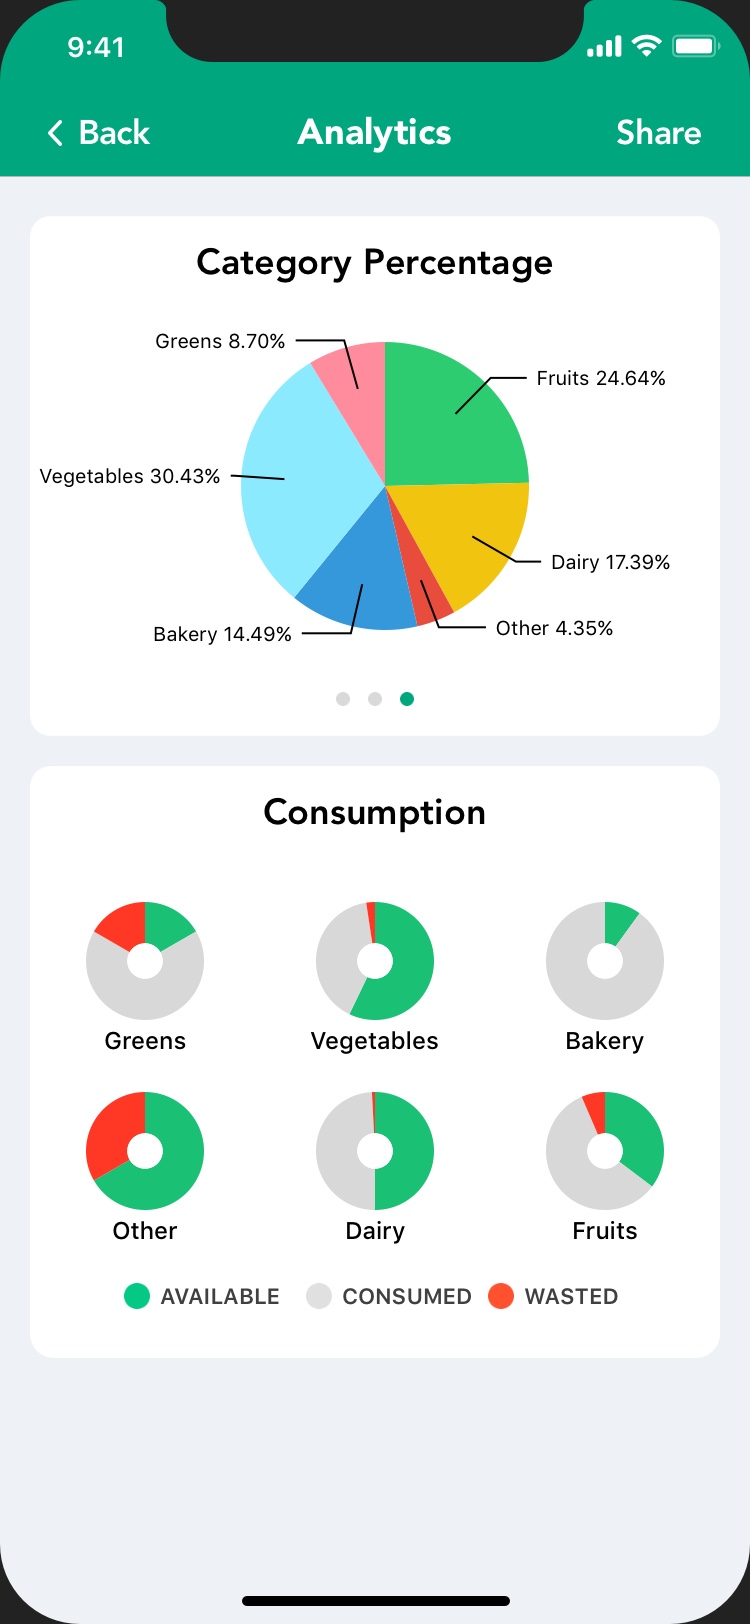 9:41
Back Analytics Share
Category Percentage
Greens 8.70%
Fruits 24.64%
Vegetables 30.43%
Dairy 17.39%
Other 4.35%
Bakery 14.49%
Consumption
Greens Vegetables Bakery
Other Dairy Fruits
AVAILABLE CONSUMED WASTED